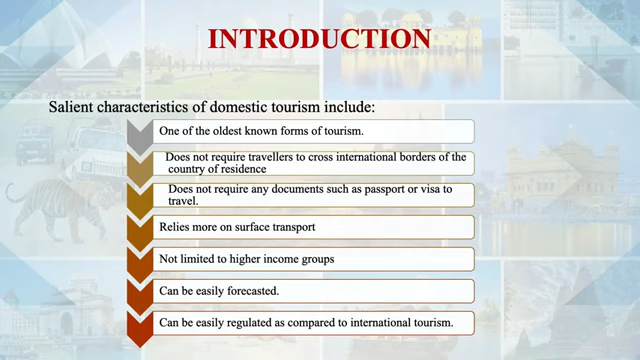 INTRODUCTION
Salient characteristics of domestic tourism include:
One of the oldest known forms of tourism.
Does not require travellers to cross international borders of the
country of residence
Does not require any documents such as passport or visa to
travel.
Relies more on surface transport
Not limited to higher income groups
Can be easily forecasted.
Can be easily regulated as compared to international tourism.